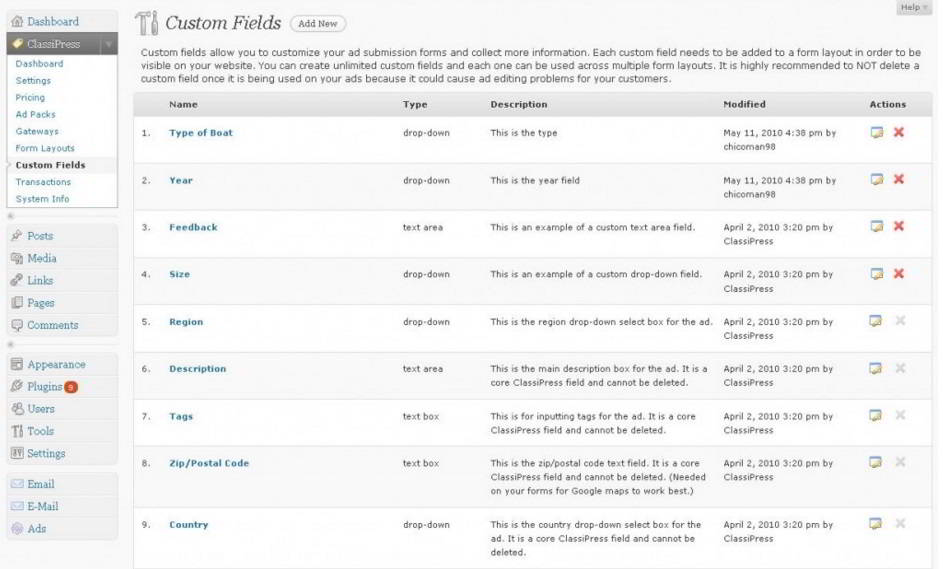 Help
Dashboard
ClassiPress
Dashboard
Settings
Pricing
Ad Packs
Gateways
Form Layouts
Custom Fields
Transactions
System Info
Posts
Media
Links
Pages
Comments
Appearance
Plugins 9
Users
Tools
Settings
Email
E-Mail
Ads
Custom Fields Add New
Custom fields allow you to customize your ad submission forms and collect more information. Each custom field needs to be added to a form layout in order to be
visible on your website. You can create unlimited custom fields and each one can be used across multiple form layouts. It is highly recommended to NOT delete a
custom field once it is being used on your ads because it could cause ad editing problems for your customers.
Name Type Description Modified Actions
1. Type of Boat drop-down This is the type May 11, 2010 4:38 pm by
chicoman98
2. Year drop-down This is the year field May 11, 2010 4:38 pm by
chicoman98
3. Feedback text area This is an example of a custom text area field. April 2, 2010 3:20 pm by
ClassiPress
4. Size drop-down This is an example of a custom drop-down field. April 2, 2010 3:20 pm by
ClassiPress
5. Region drop-down This is the region drop-down select box for the ad. April 2, 2010 3:20 pm by
ClassiPress
6. Description text area This is the main description box for the ad. It is a April 2, 2010 3:20 pm by
core ClassiPress field and cannot be deleted. ClassiPress
7. Tags text box This is for inputting tags for the ad. It is a core April 2, 2010 3:20 pm by
ClassiPress field and cannot be deleted. ClassiPress
8. Zip/Postal Code text box This is the zip/postal code text field. It is a core April 2, 2010 3:20 pm by
ClassiPress field and cannot be deleted. (Needed ClassiPress
on your forms for Google maps to work best.)
9. Country drop-down This is the country drop-down select box for the April 2, 2010 3:20 pm by
ad. It is a core ClassiPress field and cannot be ClassiPress
deleted.